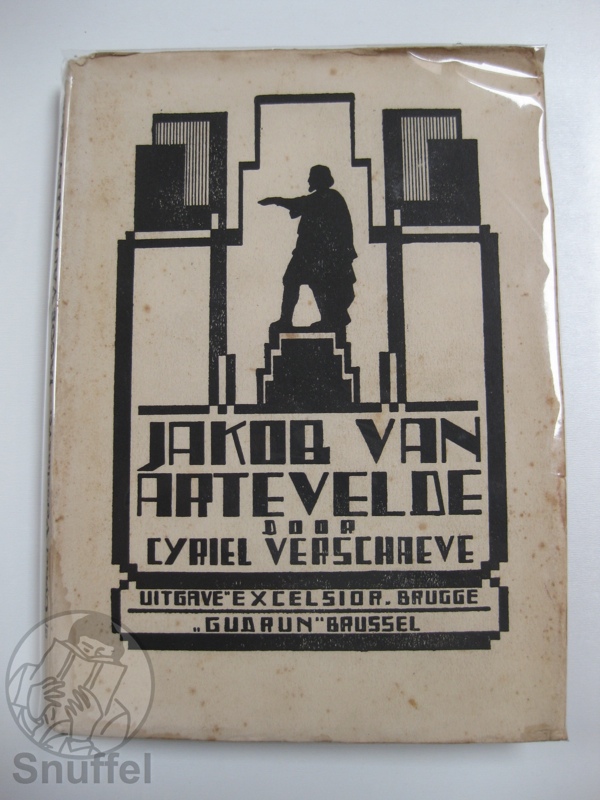 JAKOB VAN
ARTEVELDE
DOOR
CYRIEL VERSCHAEVE
UITGAVE "EXCELSIOR. BRUGGE
„GUDRUN" BRUSSEL
Snuffel